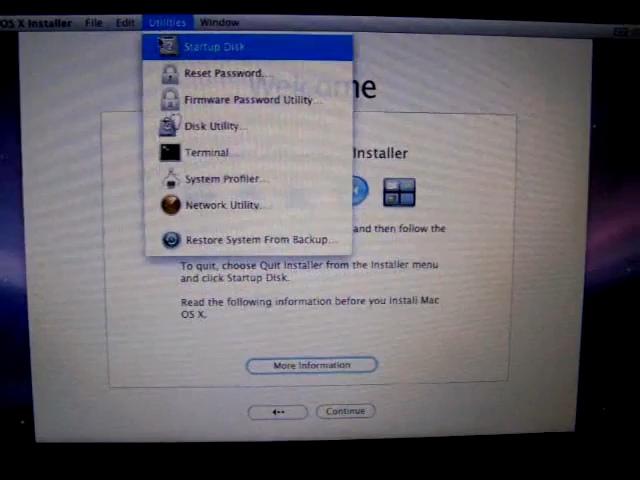 OS X Installer File Edit Utilities Window
Startup Disk...
Reset Password...
Firmware Password Utility...
Disk Utility...
Terminal...
System Profiler...
Network Utility...
Restore System From Backup...
Welcome
Installer
and then follow the
To quit, choose Quit Installer from the Installer menu
and click Startup Disk.
Read the following information before you install Mac
OS X.
More Information
Continue